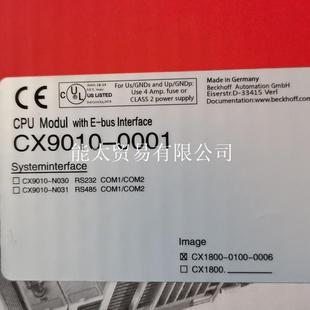 CE
C UL US LISTED
For Us/GNDs and Up/GNDp:
Use 4 Amp. fuse or
CLASS 2 power supply
Made in Germany
Beckhoff Automation GmbH
Eiserstr.D-33415 Verl
Documentation:www.beckhoff.com
CPU Modul with E-bus Interface
CX9010-0001
能太贸易有限公司
Systeminterface
CX9010-N030 RS232 COM1/COM2
CX9010-N031 RS485 COM1/COM2
Image
CX1800-0100-0006
CX1800.